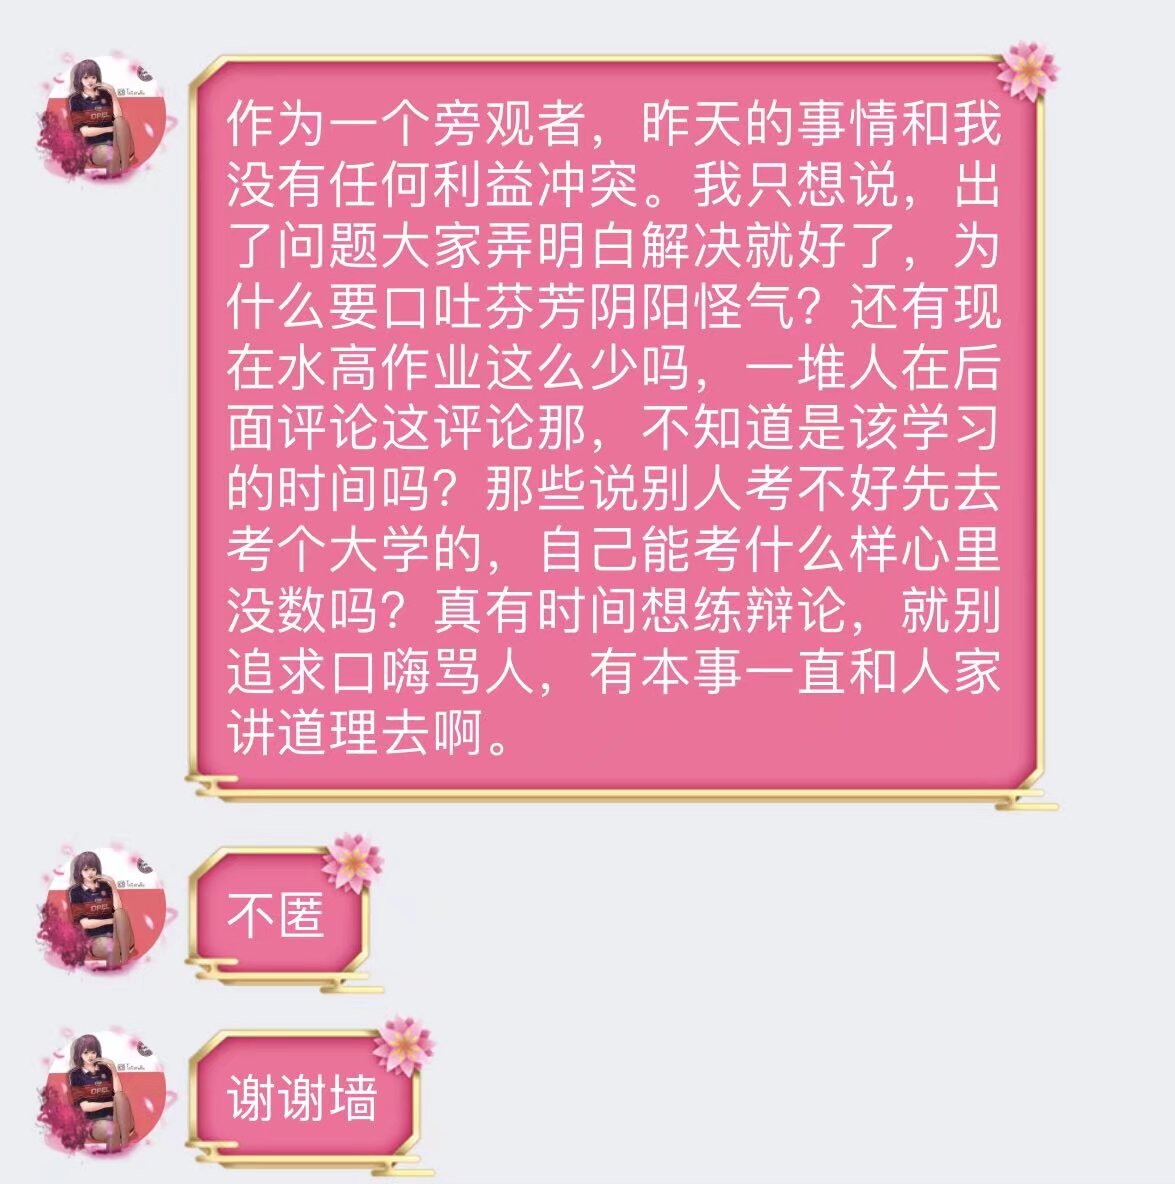 作为一个旁观者，昨天的事情和我
没有任何利益冲突。我只想说，出
了问题大家弄明白解决就好了，为
什么要口吐芬芳阴阳怪气？还有现
在水高作业这么少吗，一堆人在后
面评论这评论那，不知道是该学习
的时间吗？那些说别人考不好先去
考个大学的，自己能考什么样心里
没数吗？真有时间想练辩论，就别
追求口嗨骂人，有本事一直和人家
讲道理去啊。
不匿
谢谢墙